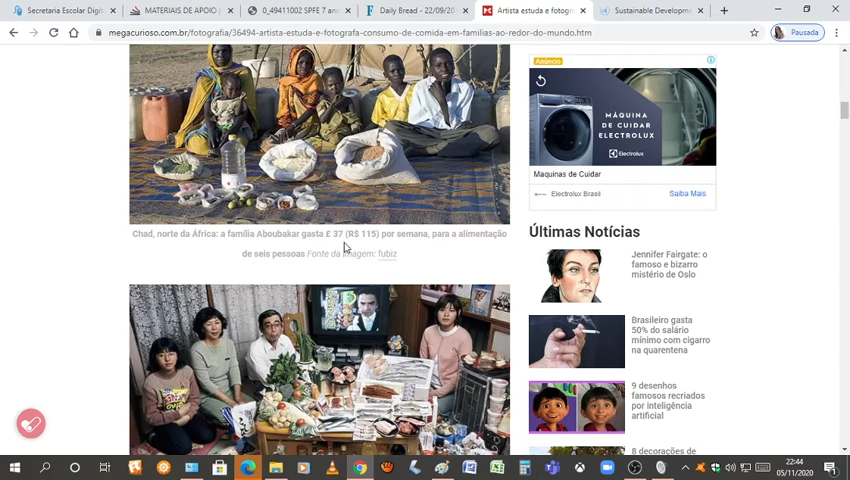 Secretaria Escolar Digit
MATERIAIS DE APOIO |
0_49411002 SPFE 7 ano
Daily Bread — 22/09/20
Artista estuda e fotogra
Sustainable Developme
megacurioso.com.br/fotografia/36494-artista-estuda-e-fotografa-consumo-de-comida-em-familias-ao-redor-do-mundo.htm
Pausada
Chad, norte da África: a família Aboubakar gasta £ 37 (R$ 115) por semana, para a alimentação
de seis pessoas Fonte da imagem: fubiz
Anúncio
MÁQUINA
DE CUIDAR
ELECTROLUX
Electrolux
Maquinas de Cuidar
Electrolux Brasil
Saiba Mais
Últimas Notícias
Jennifer Fairgate: o
famoso e bizarro
mistério de Oslo
Brasileiro gasta
50% do salário
mínimo com cigarro
na quarentena
9 desenhos
famosos recriados
por inteligência
artificial
8 decorações de
22:44
05/11/2020